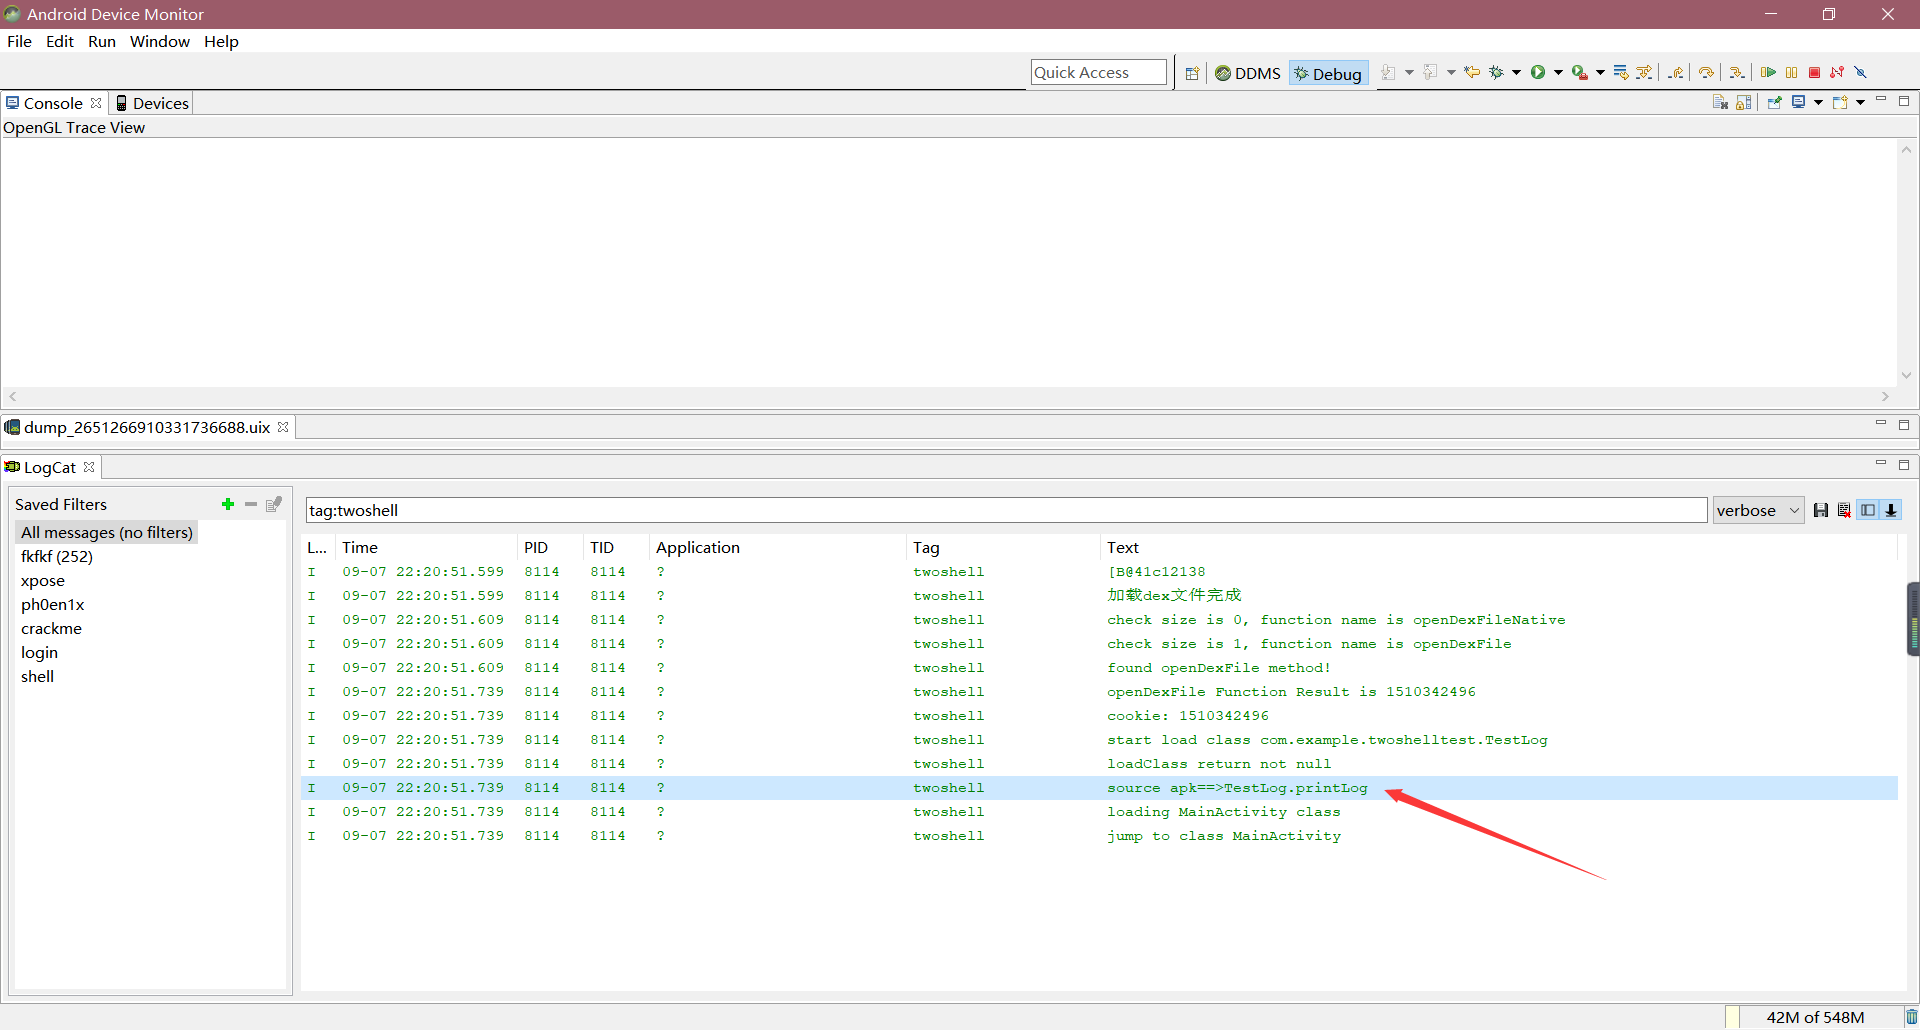 Android Device Monitor
File Edit Run Window Help
Quick Access DDMS Debug
Console Devices
OpenGL Trace View
dump_2651266910331736688.uix
LogCat
Saved Filters
All messages (no filters)
fkfkf (252)
xpose
ph0en1x
crackme
login
shell
tag:twoshell verbose
L... Time PID TID Application Tag Text
I 09-07 22:20:51.599 8114 8114 ? twoshell [B@41c12138
I 09-07 22:20:51.599 8114 8114 ? twoshell 加载dex文件完成
I 09-07 22:20:51.609 8114 8114 ? twoshell check size is 0, function name is openDexFileNative
I 09-07 22:20:51.609 8114 8114 ? twoshell check size is 1, function name is openDexFile
I 09-07 22:20:51.609 8114 8114 ? twoshell found openDexFile method!
I 09-07 22:20:51.739 8114 8114 ? twoshell openDexFile Function Result is 1510342496
I 09-07 22:20:51.739 8114 8114 ? twoshell cookie: 1510342496
I 09-07 22:20:51.739 8114 8114 ? twoshell start load class com.example.twoshelltest.TestLog
I 09-07 22:20:51.739 8114 8114 ? twoshell loadClass return not null
I 09-07 22:20:51.739 8114 8114 ? twoshell source apk==>TestLog.printLog
I 09-07 22:20:51.739 8114 8114 ? twoshell loading MainActivity class
I 09-07 22:20:51.739 8114 8114 ? twoshell jump to class MainActivity
42M of 548M